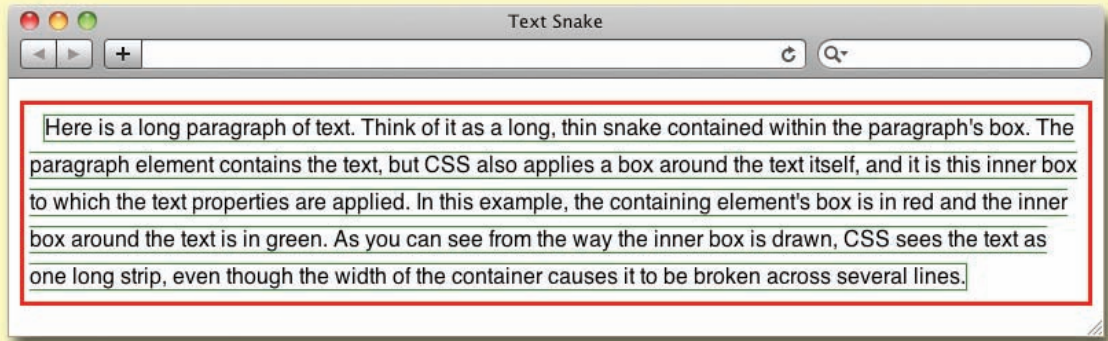 Text Snake
Here is a long paragraph of text. Think of it as a long, thin snake contained within the paragraph's box. The
paragraph element contains the text, but CSS also applies a box around the text itself, and it is this inner box
to which the text properties are applied. In this example, the containing element's box is in red and the inner
box around the text is in green. As you can see from the way the inner box is drawn, CSS sees the text as
one long strip, even though the width of the container causes it to be broken across several lines.